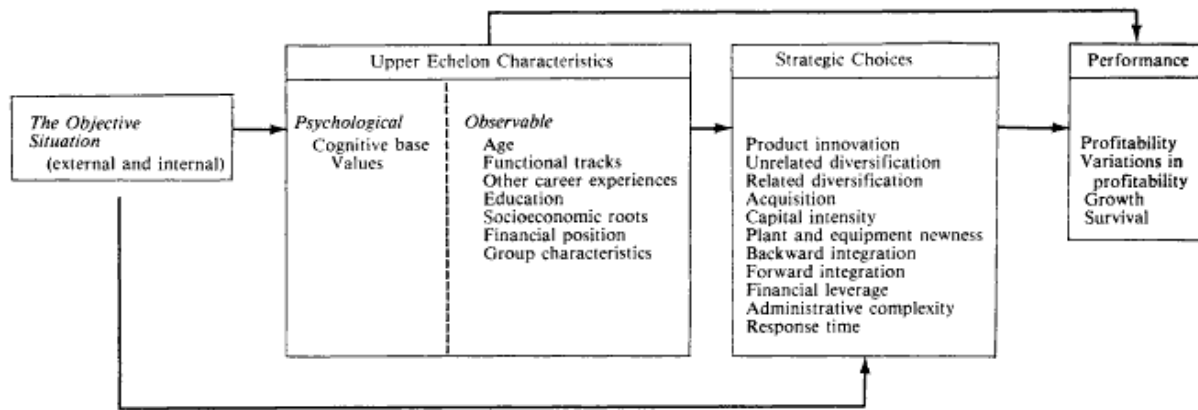 The Objective
Situation
(external and internal)
Upper Echelon Characteristics
Psychological
Cognitive base
Values
Observable
Age
Functional tracks
Other career experiences
Education
Socioeconomic roots
Financial position
Group characteristics
Strategic Choices
Product innovation
Unrelated diversification
Related diversification
Acquisition
Capital intensity
Plant and equipment newness
Backward integration
Forward integration
Financial leverage
Administrative complexity
Response time
Performance
Profitability
Variations in
profitability
Growth
Survival